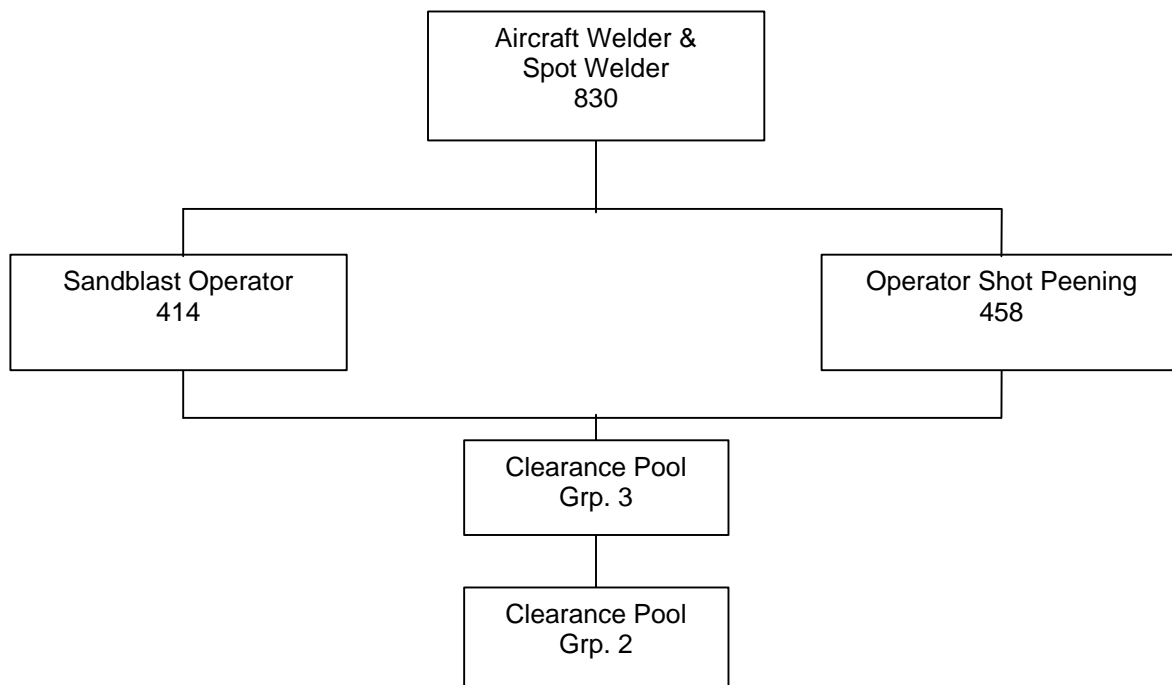 Aircraft Welder &
Spot Welder
830
Sandblast Operator
414
Operator Shot Peening
458
Clearance Pool
Grp. 3
Clearance Pool
Grp. 2